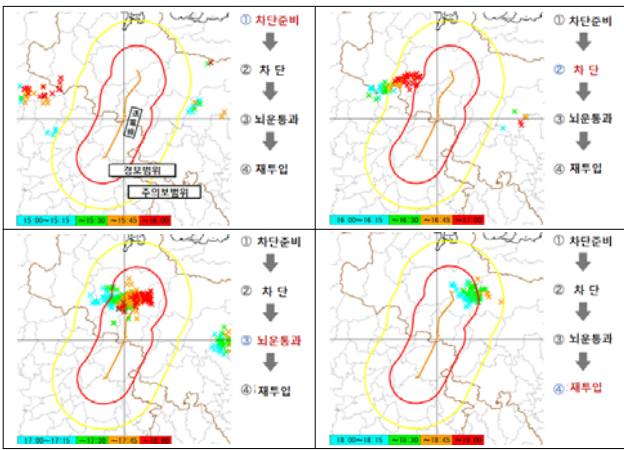 ① 차단준비
② 차 단
③ 뇌운통과
④ 재투입
送電線
경보범위
주의보범위
15:00~15:15 ~15:30 ~15:45 ~16:00
① 차단준비
② 차 단
③ 뇌운통과
④ 재투입
16:00~16:15 ~16:30 ~16:45 ~17:00
① 차단준비
② 차 단
③ 뇌운통과
④ 재투입
17:00~17:15 ~17:30 ~17:45 ~18:00
① 차단준비
② 차 단
③ 뇌운통과
④ 재투입
18:00~18:15 ~18:30 ~18:45 ~19:00